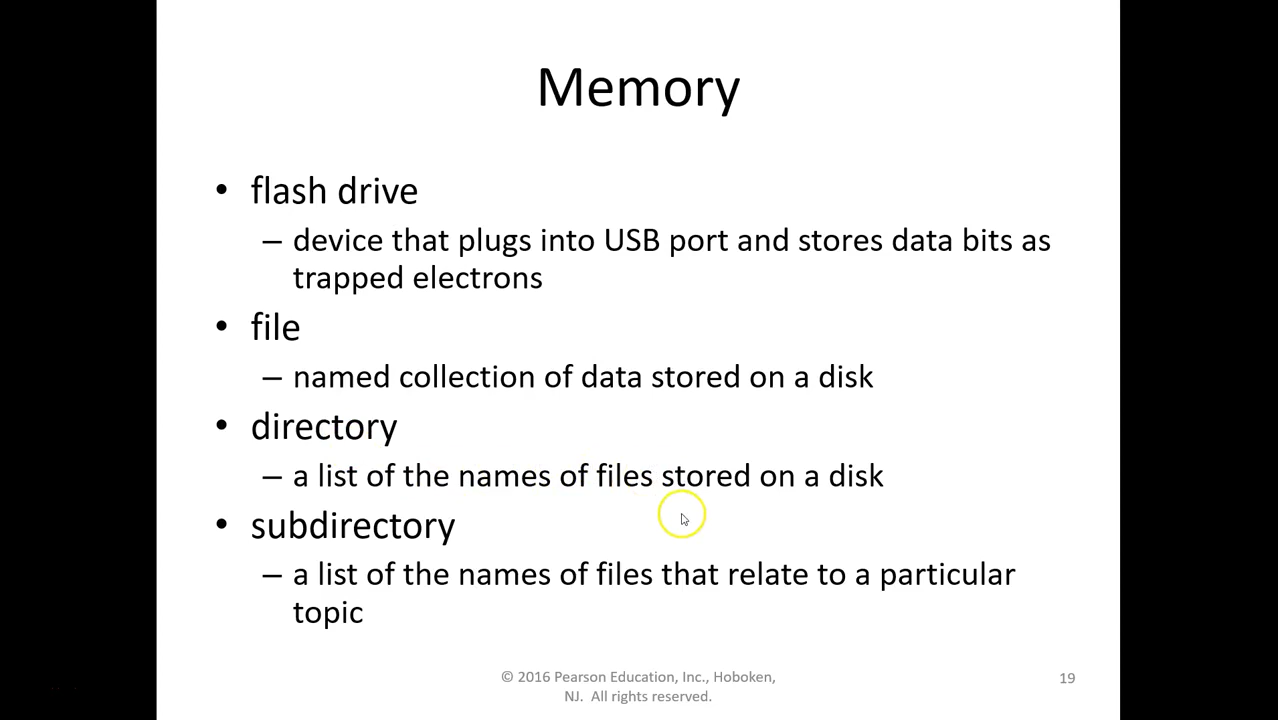 Memory
• flash drive
– device that plugs into USB port and stores data bits as
trapped electrons
• file
– named collection of data stored on a disk
• directory
– a list of the names of files stored on a disk
• subdirectory
– a list of the names of files that relate to a particular
topic
© 2016 Pearson Education, Inc., Hoboken,
NJ. All rights reserved.
19